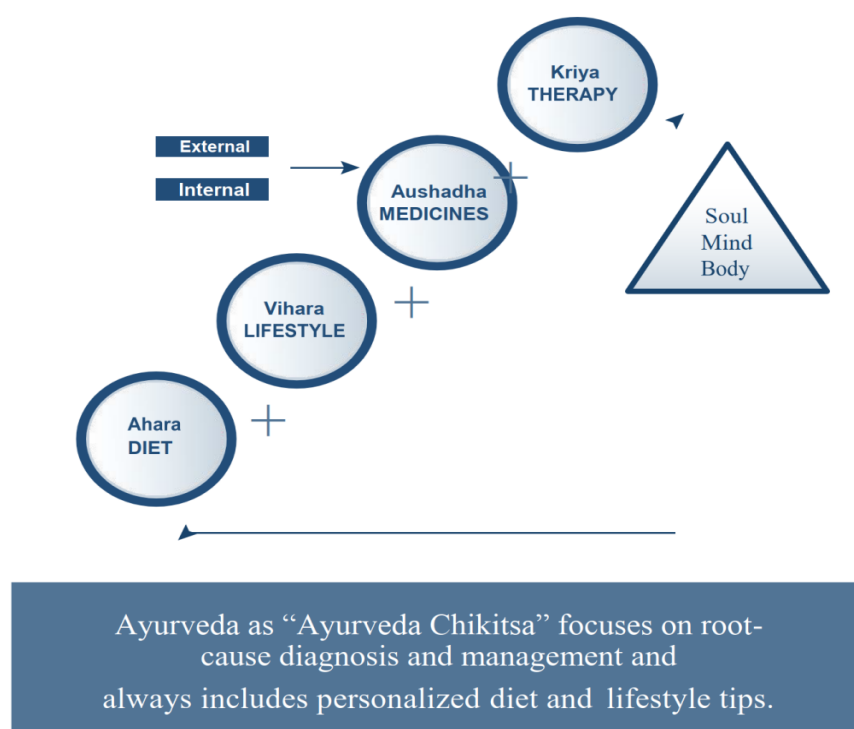 Kriya
THERAPY
External
Internal
Aushadha
MEDICINES
Soul
Mind
Body
Vihara
LIFESTYLE
Ahara
DIET
Ayurveda as “Ayurveda Chikitsa” focuses on root-
cause diagnosis and management and
always includes personalized diet and lifestyle tips.